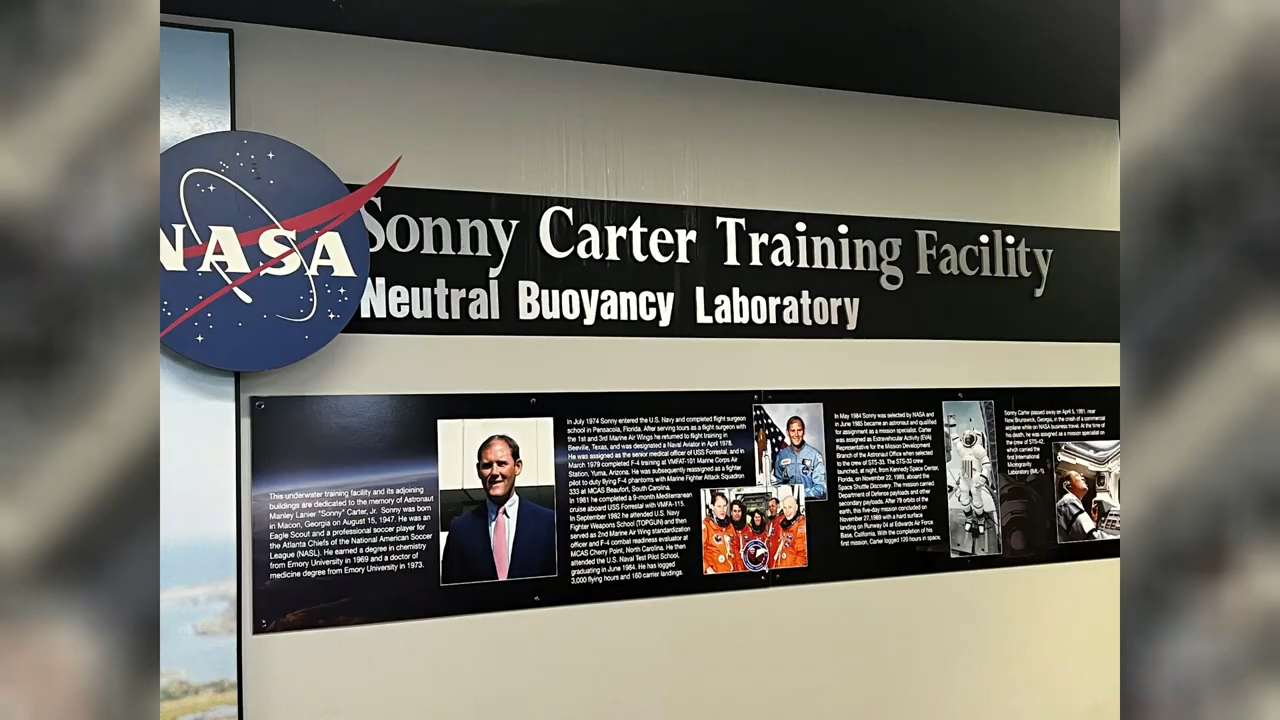 NASA
Sonny Carter Training Facility
Neutral Buoyancy Laboratory
This underwater training facility and its adjoining
buildings are dedicated to the memory of Astronaut
Manley Lanier "Sonny" Carter, Jr. Sonny was born
in Macon, Georgia on August 15, 1947. He was an
Eagle Scout and a professional soccer player for
the Atlanta Chiefs of the National American Soccer
League (NASL). He earned a degree in chemistry
from Emory University in 1969 and a doctor of
medicine degree from Emory University in 1973.
In July 1974 Sonny entered the U.S. Navy and completed flight surgeon
school in Pensacola, Florida. After serving tours as a flight surgeon with
the 1st and 3rd Marine Air Wings he returned to flight training in
Beeville, Texas, and was designated a Naval Aviator in April 1978.
He was assigned as the senior medical officer of USS Forrestal, and in
March 1979 completed F-4 training at VMFAT-101 Marine Corps Air
Station, Yuma, Arizona. He was subsequently reassigned as a fighter
pilot to duty flying F-4 phantoms with Marine Fighter Attack Squadron
333 at MCAS Beaufort, South Carolina.
In 1981 he completed a 9-month Mediterranean
cruise aboard USS Forrestal with VMFA-115.
In September 1982 he attended U.S. Navy
Fighter Weapons School (TOPGUN) and then
served as 2nd Marine Air Wing standardization
officer and F-4 combat readiness evaluator at
MCAS Cherry Point, North Carolina. He then
attended the U.S. Naval Test Pilot School,
graduating in June 1984. He has logged
3,000 flying hours and 160 carrier landings.
In May 1984 Sonny was selected by NASA and
in June 1985 became an astronaut and qualified
for assignment as a mission specialist. Carter
was assigned as Extravehicular Activity (EVA)
Representative for the Mission Development
Branch of the Astronaut Office when selected
to the crew of STS-33. The STS-33 crew
launched, at night, from Kennedy Space Center,
Florida, on November 22, 1989, aboard the
Space Shuttle Discovery. The mission carried
Department of Defense payloads and other
secondary payloads. After 79 orbits of the
earth, this five-day mission concluded on
November 27, 1989 with a hard surface
landing on Runway 04 at Edwards Air Force
Base, California. With the completion of his
first mission, Carter logged 120 hours in space.
Sonny Carter passed away on April 5, 1991, near
New Brunswick, Georgia, in the crash of a commercial
airplane while on NASA business travel. At the time of
his death, he was assigned as a mission specialist on
the crew of STS-42,
which carried the
first International
Microgravity
Laboratory (IML-1).